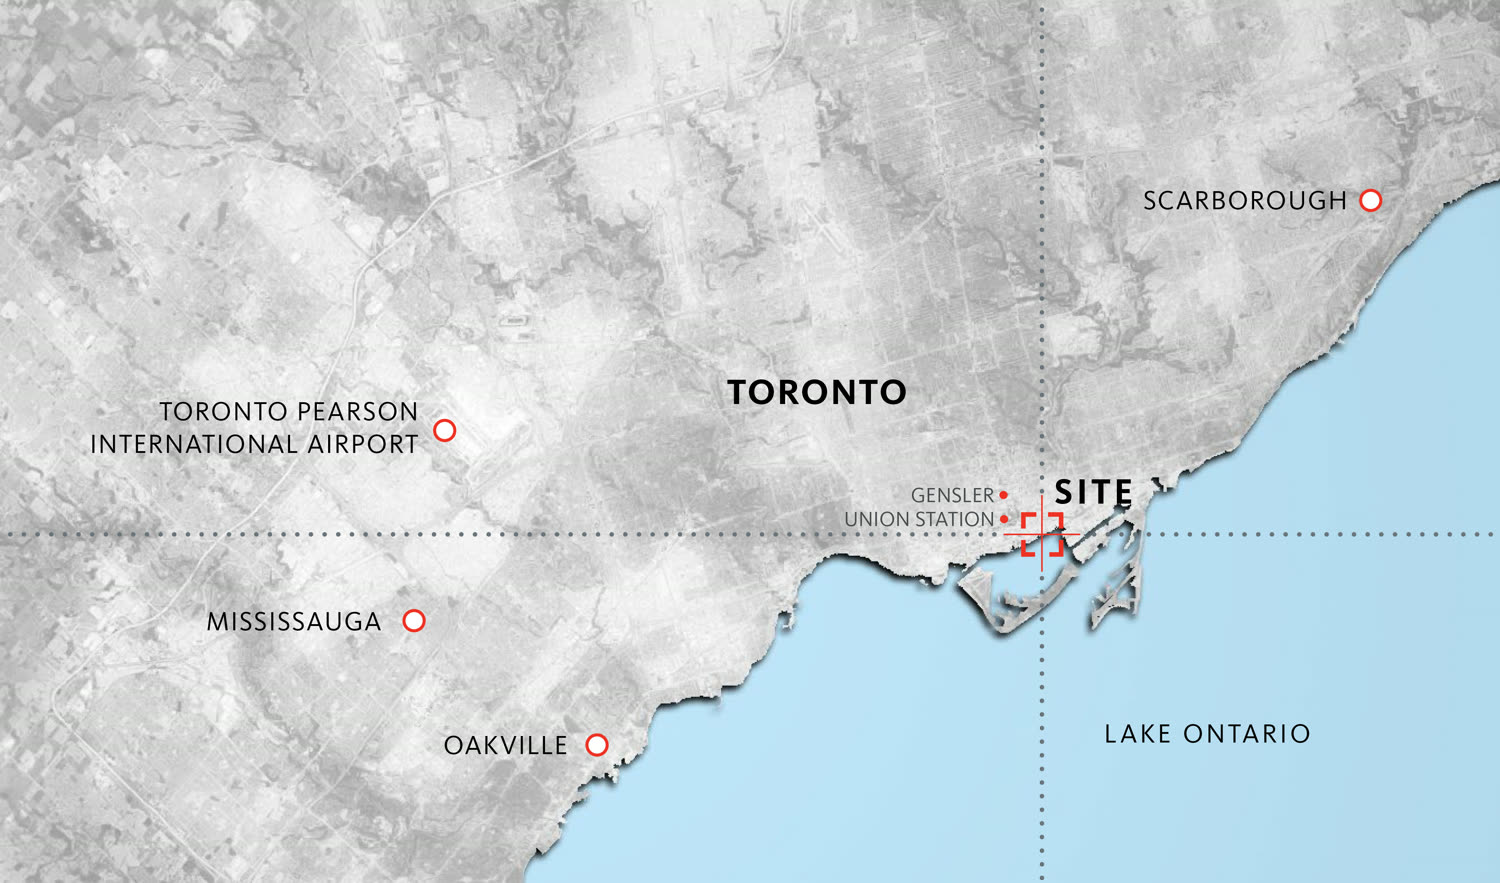 SCARBOROUGH
TORONTO
TORONTO PEARSON
INTERNATIONAL AIRPORT
SITE
GENSLER
UNION STATION
MISSISSAUGA
LAKE ONTARIO
OAKVILLE